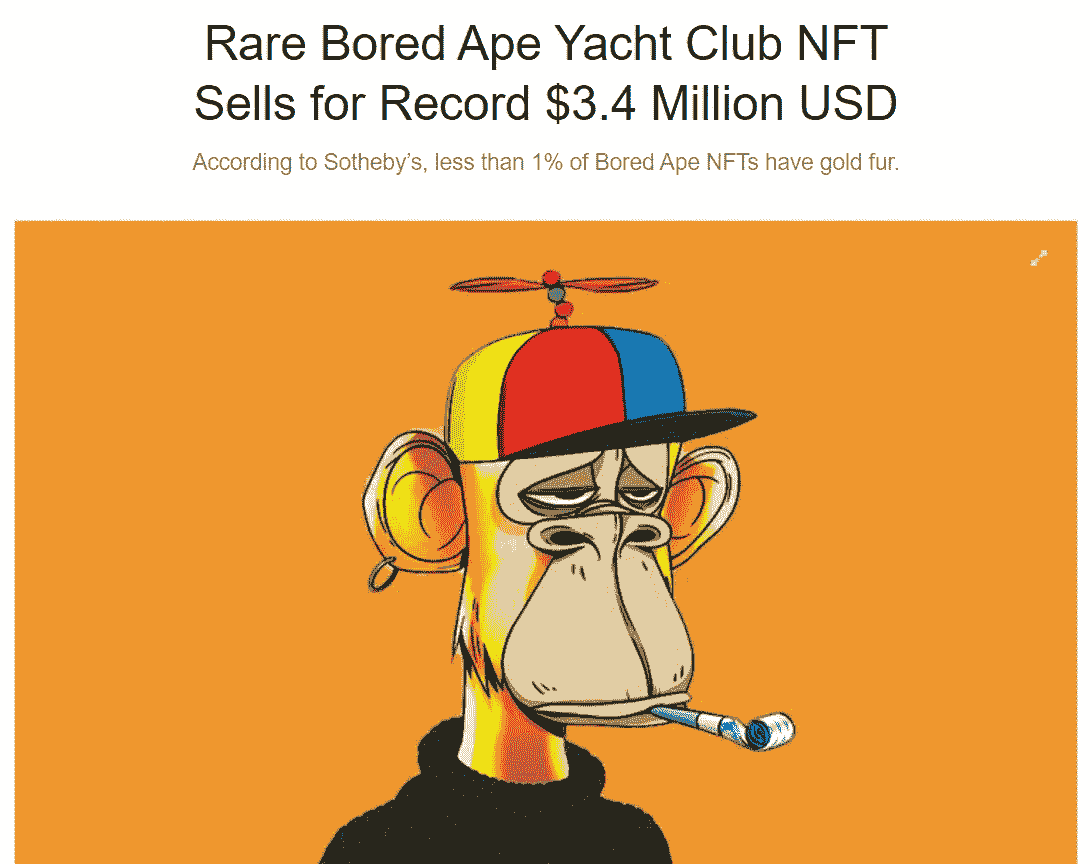 Rare Bored Ape Yacht Club NFT
Sells for Record $3.4 Million USD
According to Sotheby’s, less than 1% of Bored Ape NFTs have gold fur.